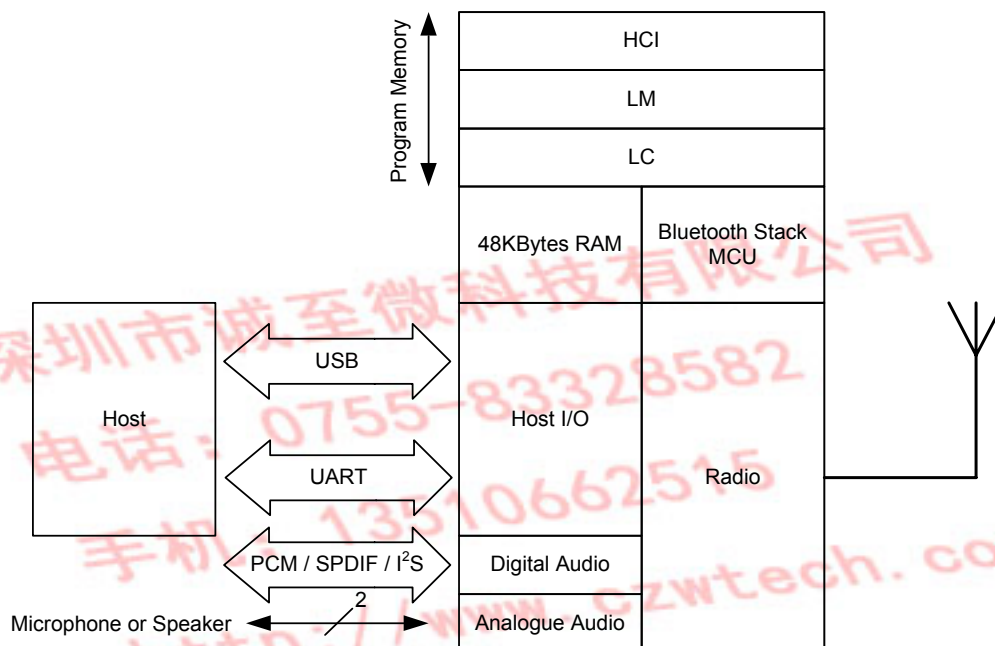 Program Memory
HCI
LM
LC
48KBytes RAM
Bluetooth Stack
MCU
Host
USB
UART
PCM / SPDIF / I²S
2
Microphone or Speaker
Host I/O
Digital Audio
Analogue Audio
Radio
深圳市诚至微科技有限公司
电话：0755-83328582
手机：13510662515
http://www.czwtech.co